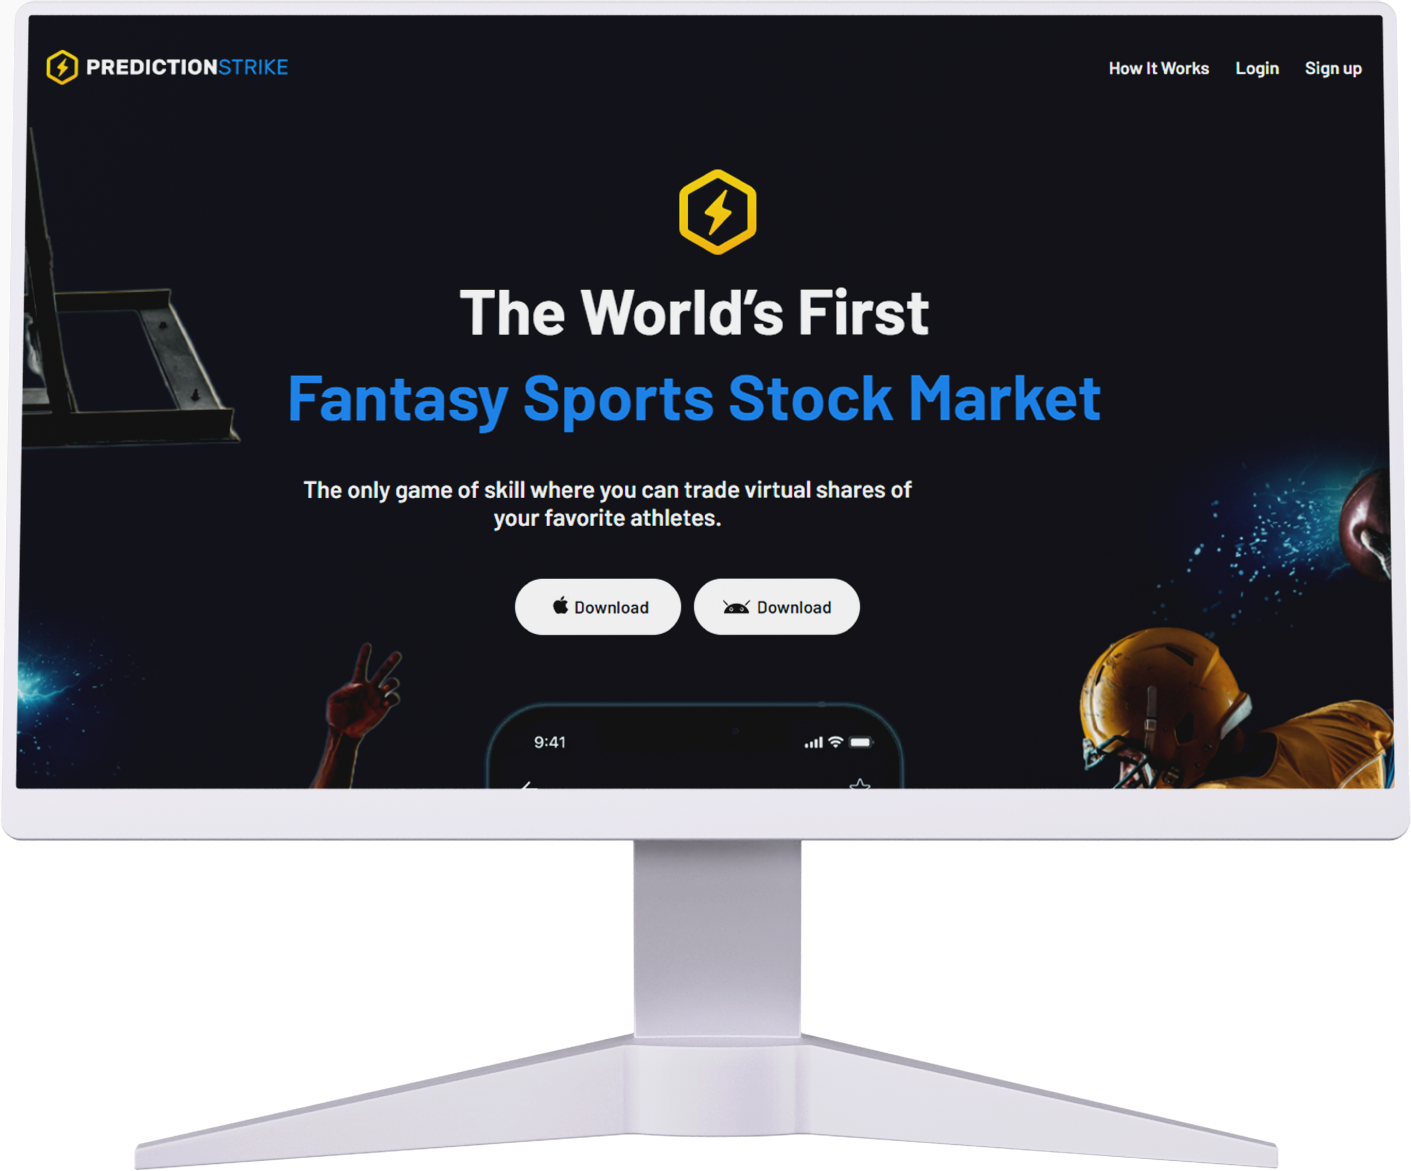 PREDICTIONSTRIKE
How It Works
Login
Sign up
The World's First
Fantasy Sports Stock Market
The only game of skill where you can trade virtual shares of
your favorite athletes.
Download
Download
9:41